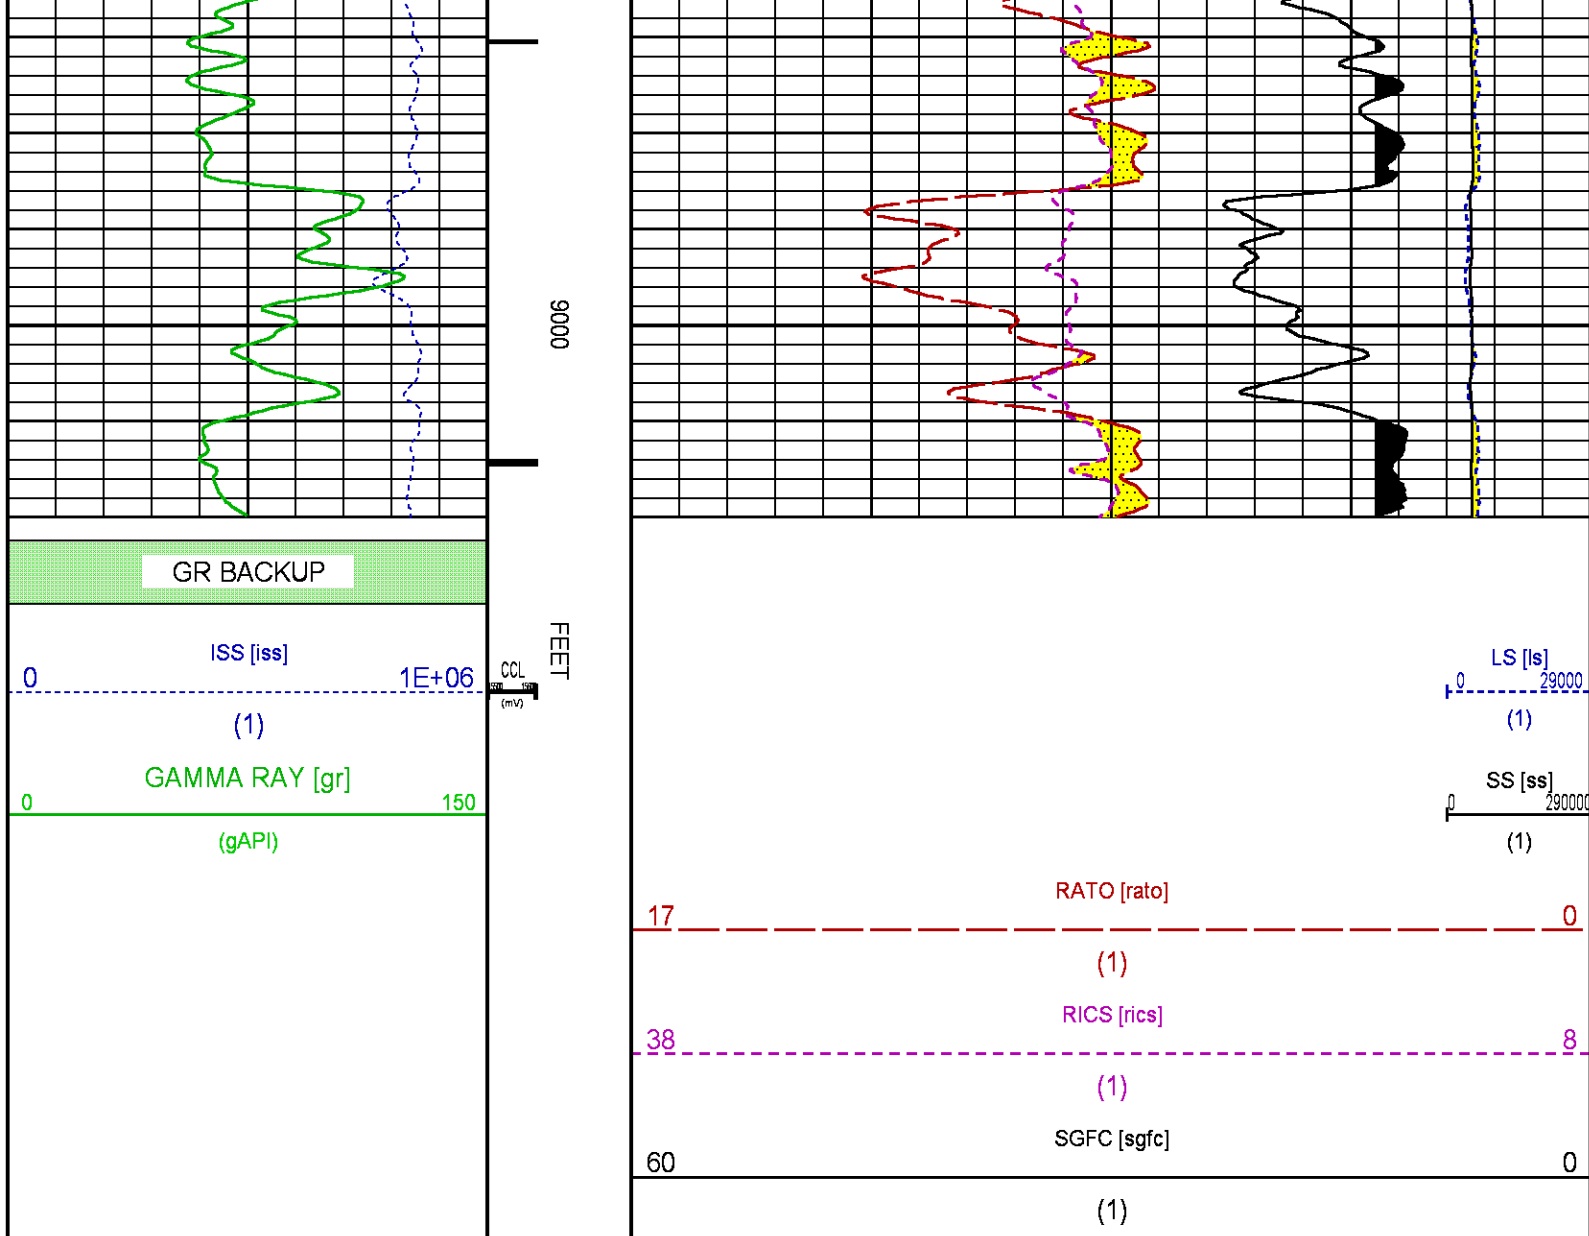 9000
GR BACKUP
FEET
ISS [iss]
0 1E+06
(1)
CCL
(mV)
GAMMA RAY [gr]
0 150
(gAPI)
LS [ls]
0 29000
(1)
SS [ss]
0 290000
(1)
RATO [rato]
17 0
(1)
RICS [rics]
38 8
(1)
SGFC [sgfc]
60 0
(1)